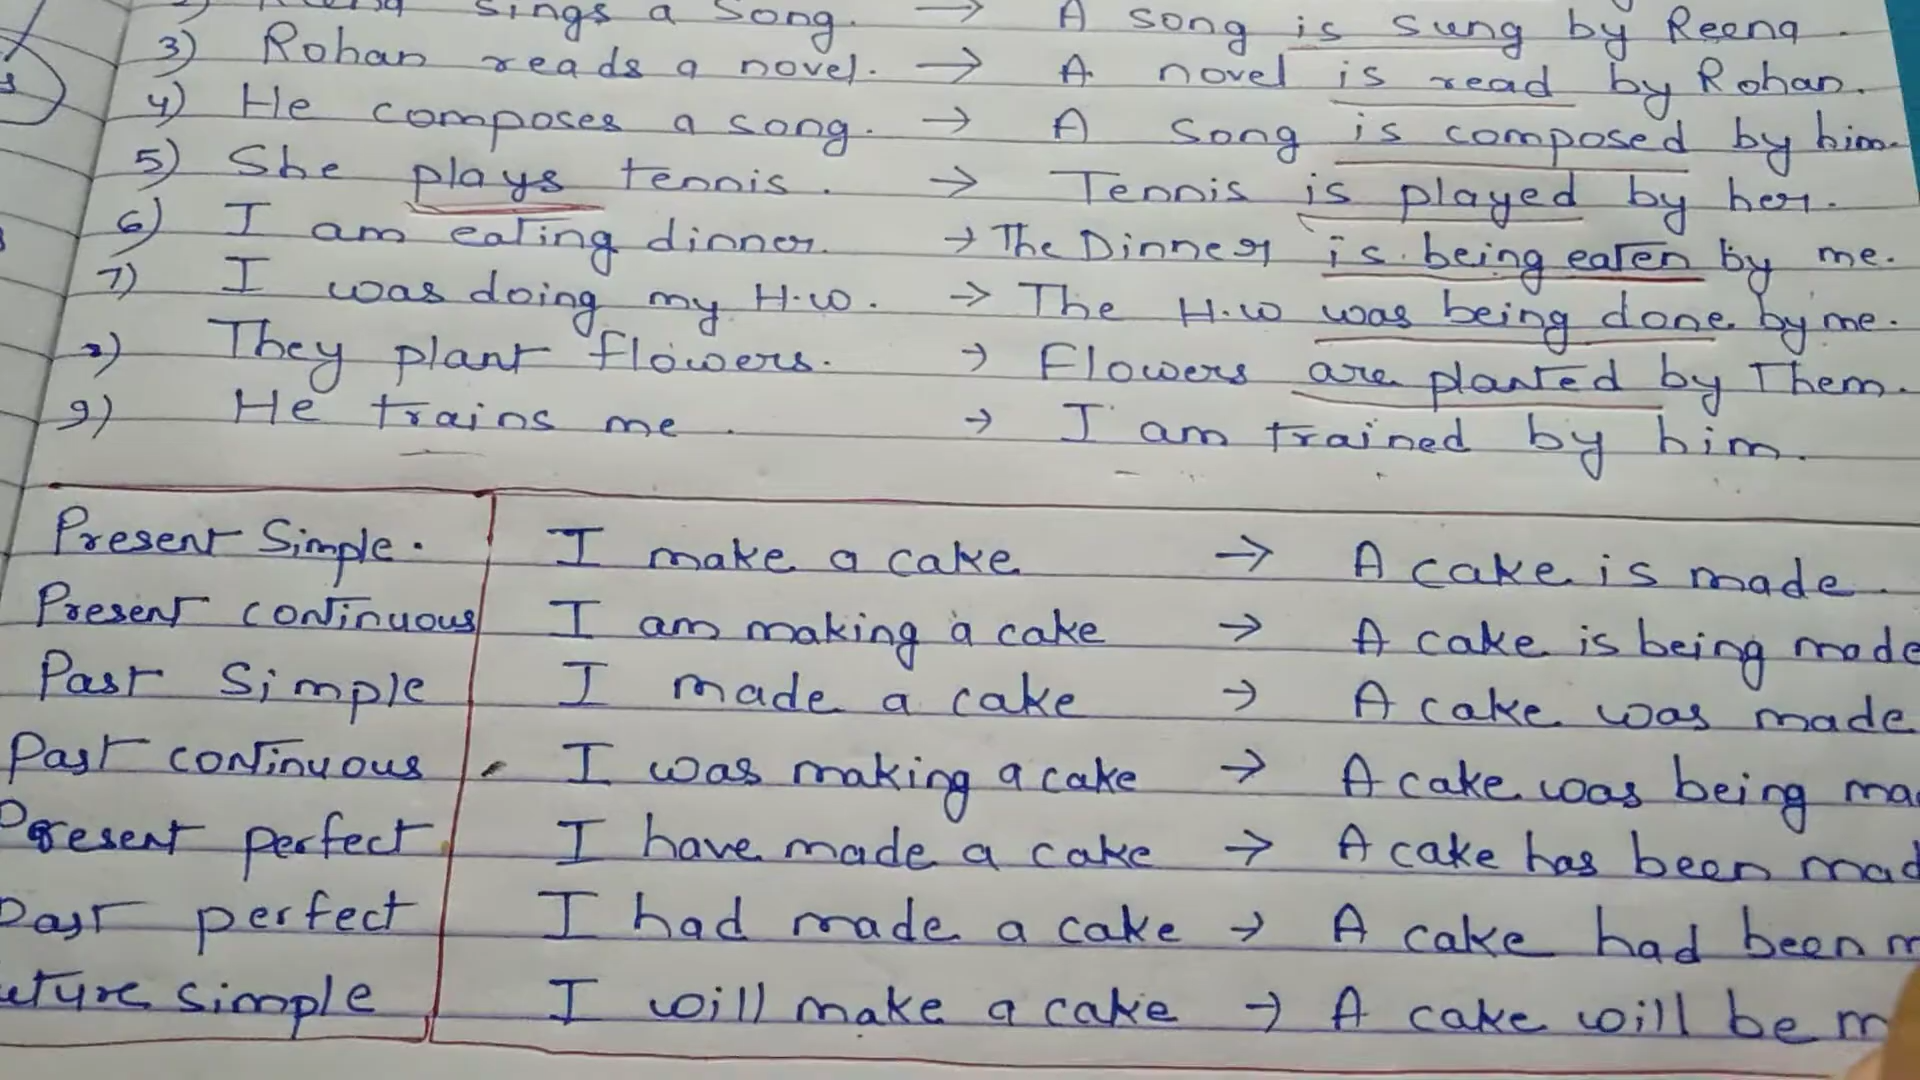 sings a song. → A song is sung by Reena.
3) Rohan reads a novel. → A novel is read by Rohan.
4) He composes a song. → A song is composed by him.
5) She plays tennis. → Tennis is played by her.
6) I am eating dinner. → The Dinner is being eaten by me.
7) I was doing my H.w. → The H.w was being done by me.
They plant flowers. → Flowers are planted by Them.
9) He trains me. → I am trained by him.
Present Simple. I make a cake → A cake is made.
Present continuous I am making a cake → A cake is being made
Past Simple I made a cake → A cake was made
Past continuous I was making a cake → A cake was being ma
Present perfect I have made a cake → A cake has been mad
Past perfect I had made a cake → A cake had been m
uture simple I will make a cake → A cake will be m